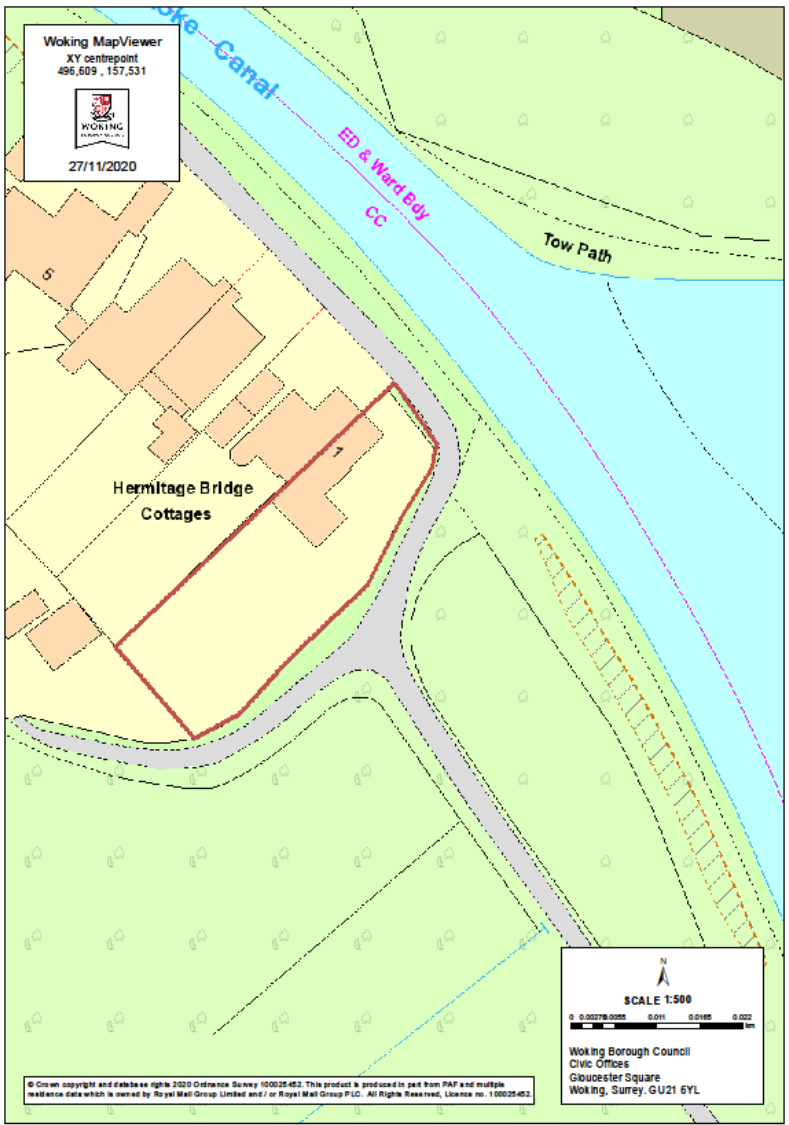 Woking MapViewer
XY centrepoint
496,609 , 157,531
WOKING
27/11/2020
oke Canal
ED & Ward Bdy
CC
Tow Path
5
1
Hermitage Bridge
Cottages
N
SCALE 1:500
0 0.00275 0.0055 0.011 0.0165 0.022
km
Woking Borough Council
Civic Offices
Gloucester Square
Woking, Surrey. GU21 6YL
© Crown copyright and database rights 2020 Ordnance Survey 100025452. This product is produced in part from PAF and multiple
residence data which is owned by Royal Mail Group Limited and / or Royal Mail Group PLC. All Rights Reserved, Licence no. 100025452.